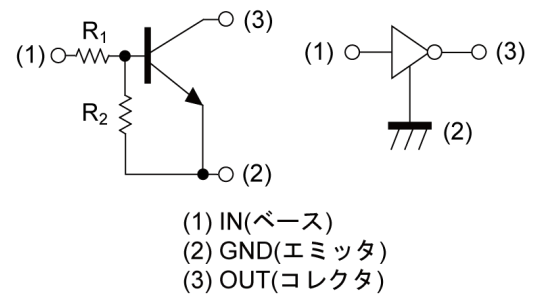 (3)
R1
(1)
R2
(2)
(1)
(3)
(2)
(1) IN(ベース)
(2) GND(エミッタ)
(3) OUT(コレクタ)